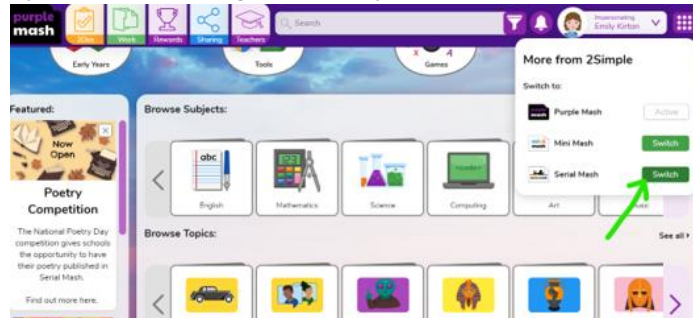 purple
mash
2Dos
Work
Rewards
Sharing
Teachers
Search
Impersonating
Emily Kirton
Early Years
Tools
x 4
Games
More from 2Simple
Switch to:
Purple Mash
Active
Mini Mash
Switch
Serial Mash
Switch
Featured:
Now
Open
Poetry
Competition
The National Poetry Day
competition gives schools
the opportunity to have
their poetry published in
Serial Mash.
Find out more here.
Browse Subjects:
abc
English
Mathematics
Science
Computing
Art
Browse Topics:
See all